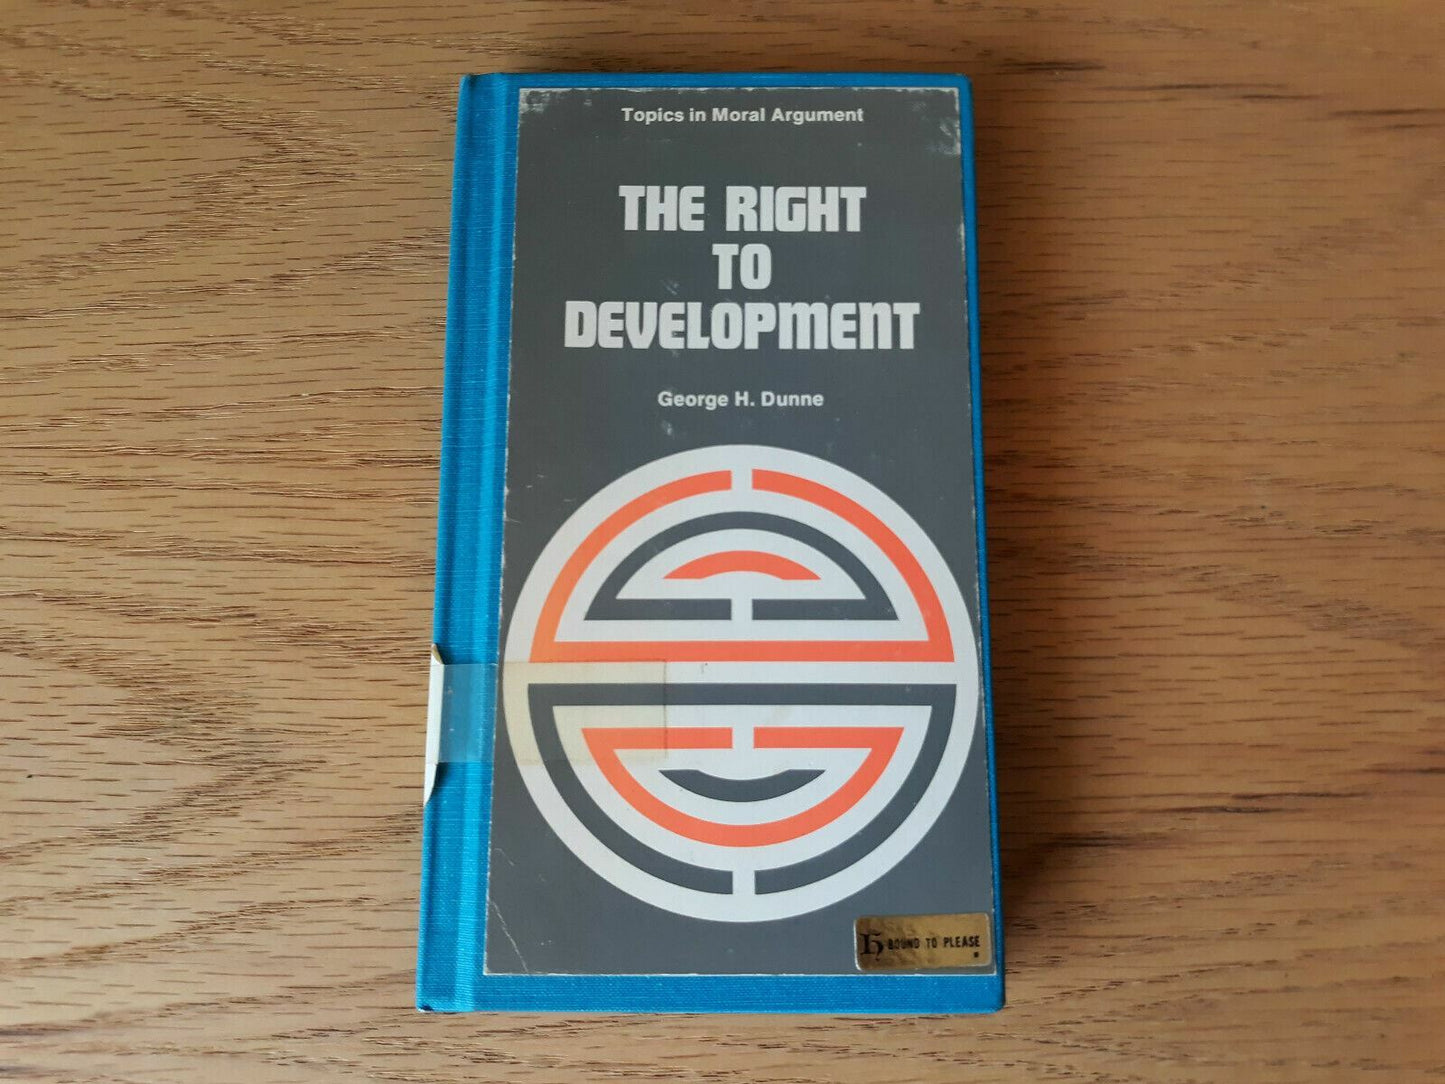 Topics in Moral Argument
THE RIGHT
TO
DEVELOPMENT
George H. Dunne
H BOUND TO PLEASE